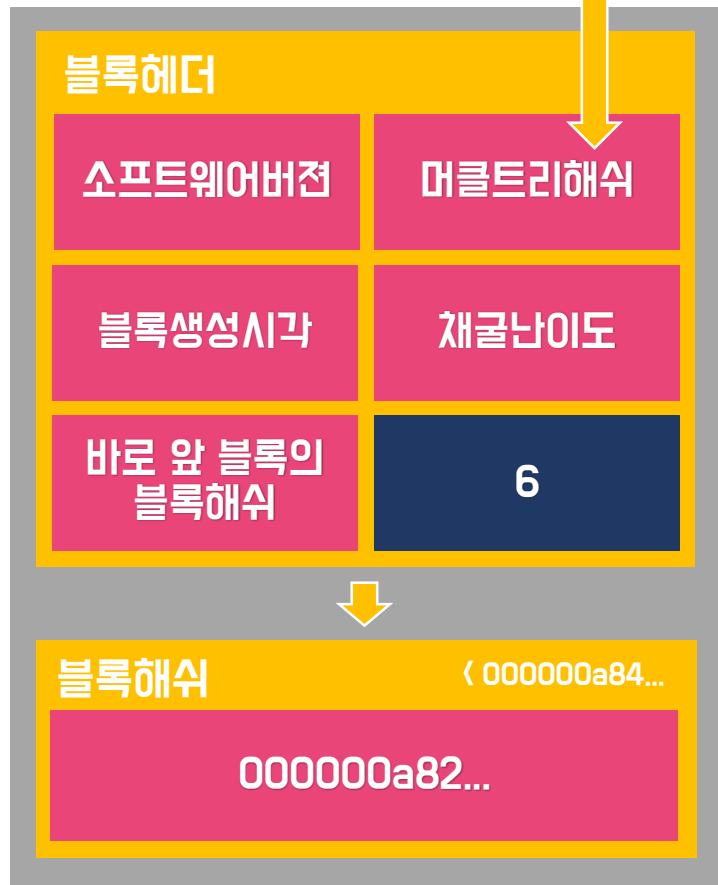 블록헤더
소프트웨어버젼
머클트리해쉬
블록생성시각
채굴난이도
바로 앞 블록의
블록해쉬
6
블록해쉬
< 000000a84...
000000a82...